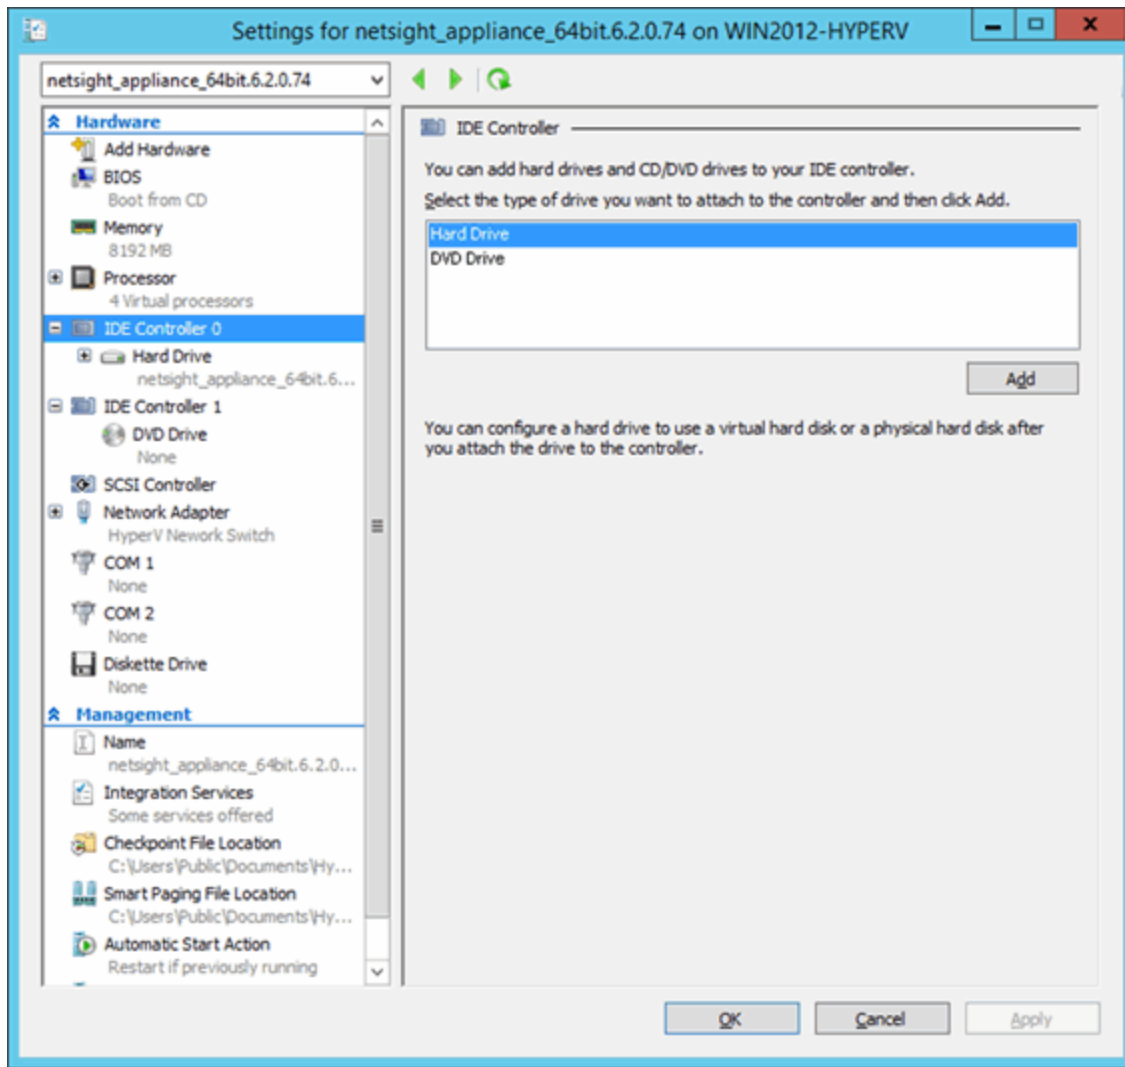 Settings for netsight_appliance_64bit.6.2.0.74 on WIN2012-HYPERV
netsight_appliance_64bit.6.2.0.74
Hardware
Add Hardware
BIOS
Boot from CD
Memory
8192 MB
Processor
4 Virtual processors
IDE Controller 0
Hard Drive
netsight_appliance_64bit.6...
IDE Controller 1
DVD Drive
None
SCSI Controller
Network Adapter
HyperV Nework Switch
COM 1
None
COM 2
None
Diskette Drive
None
Management
Name
netsight_appliance_64bit.6.2.0...
Integration Services
Some services offered
Checkpoint File Location
C:\Users\Public\Documents\Hy...
Smart Paging File Location
C:\Users\Public\Documents\Hy...
Automatic Start Action
Restart if previously running
IDE Controller
You can add hard drives and CD/DVD drives to your IDE controller.
Select the type of drive you want to attach to the controller and then click Add.
Hard Drive
DVD Drive
Add
You can configure a hard drive to use a virtual hard disk or a physical hard disk after
you attach the drive to the controller.
OK
Cancel
Apply